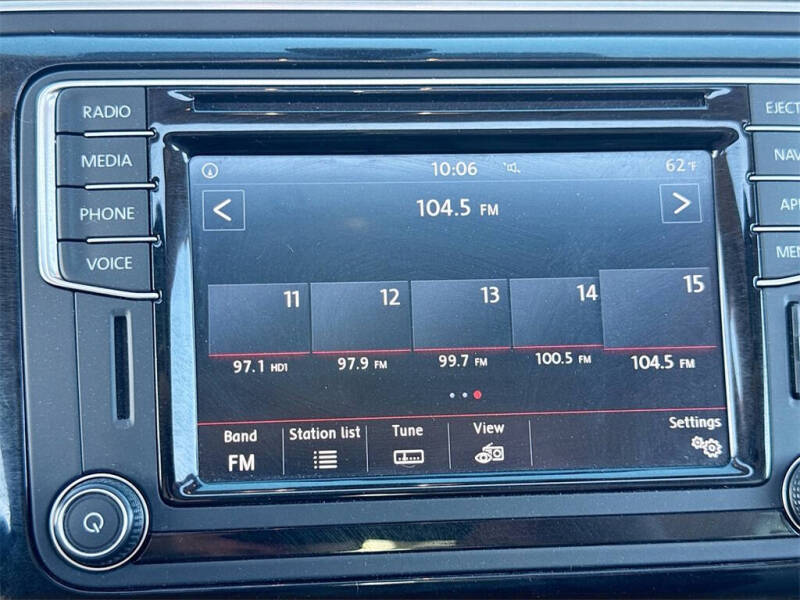 RADIO
MEDIA
PHONE
VOICE
EJECT
NAV
10:06
62°F
104.5 FM
11 12 13 14 15
97.1 HD1 97.9 FM 99.7 FM 100.5 FM 104.5 FM
Band Station list Tune View Settings
FM